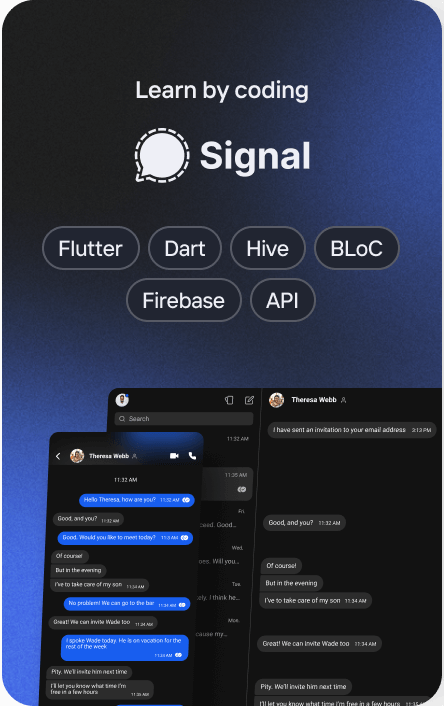 Learn by coding
Signal
Flutter
Dart
Hive
BLoC
Firebase
API
Theresa Webb
Search
I have sent an invitation to your email address 3:13 PM
11:32 AM
Theresa Webb
11:35 AM
11:32 AM
Hello Theresa, how are you? 11:32 AM
Fri.
Good, and you? 11:32 AM
Good. Would you like to meet today?
Good...
Good, and you? 11:32 AM
Wed.
Of course!
But in the evening
I've to take care of my son 11:34 AM
Will you...
Of course!
But in the evening
I've to take care of my son 11:34 AM
Tue.
No problem! We can go to the bar 11:34 AM
I think he...
Great! We can invite Wade too 11:34 AM
Mon.
I spoke Wade today. He is on vacation for the
rest of the week
11:34 AM
cause my...
Great! We can invite Wade too 11:34 AM
Pity. We'll invite him next time
I'll let you know what time I'm
free in a few hours 11:35 AM
Pity. We'll invite him next time
I'll let you know what time I'm free in a few hours 11:35 AM